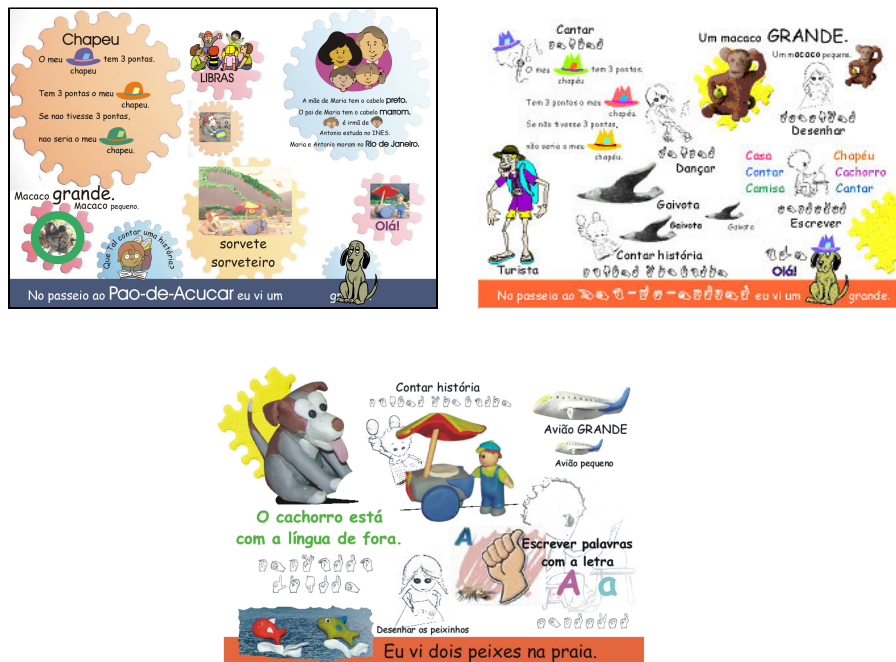 Chapeu
O meu tem 3 pontas.
chapeu
Tem 3 pontos o meu
chapeu.
Se nao tivesse 3 pontas,
nao seria o meu
chapeu.
LIBRAS
A mãe de Maria tem o cabelo preto.
O pai de Maria tem o cabelo marrom.
é irmã de
Antonio estuda no INES.
Maria e Antonio moram no Rio de Janeiro.
Macaco grande.
Macaco pequeno.
Que Tal contar uma história?
sorvete
sorveteiro
Olá!
No passeio ao Pao-de-Acucar eu vi um gra
Cantar
O meu tem 3 pontas.
chapéu
Tem 3 pontas o meu
chapéu.
Se não tivesse 3 pontas,
não seria o meu
chapéu.
Um macaco GRANDE.
Um macaco pequeno.
Desenhar
Dançar
Casa
Contar
Camisa
Chapéu
Cachorro
Cantar
Escrever
Gaivota
Gaivota
Gaivota
Turista
Contar história
Olá!
No passeio ao eu vi um grande.
Contar história
Avião GRANDE
Avião pequeno
O cachorro está
com a língua de fora.
A
Escrever palavras
com a letra
A a
Desenhar os peixinhos
Eu vi dois peixes na praia.